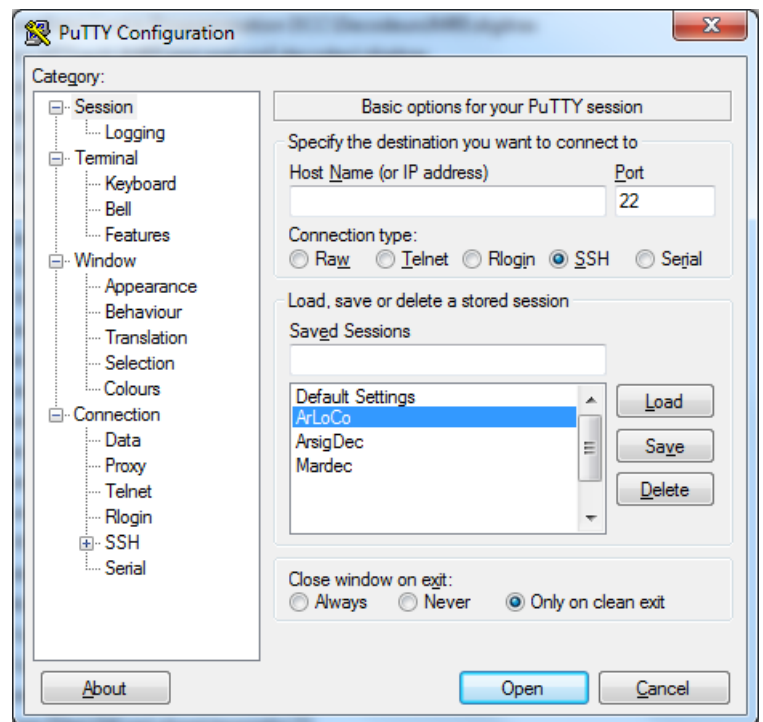 PuTTY Configuration
Category:
Session
Logging
Terminal
Keyboard
Bell
Features
Window
Appearance
Behaviour
Translation
Selection
Colours
Connection
Data
Proxy
Telnet
Rlogin
SSH
Serial
Basic options for your PuTTY session
Specify the destination you want to connect to
Host Name (or IP address) Port
22
Connection type:
Raw Telnet Rlogin SSH Serial
Load, save or delete a stored session
Saved Sessions
Default Settings
ArLoCo
ArsigDec
Mardec
Load
Save
Delete
Close window on exit:
Always Never Only on clean exit
About Open Cancel